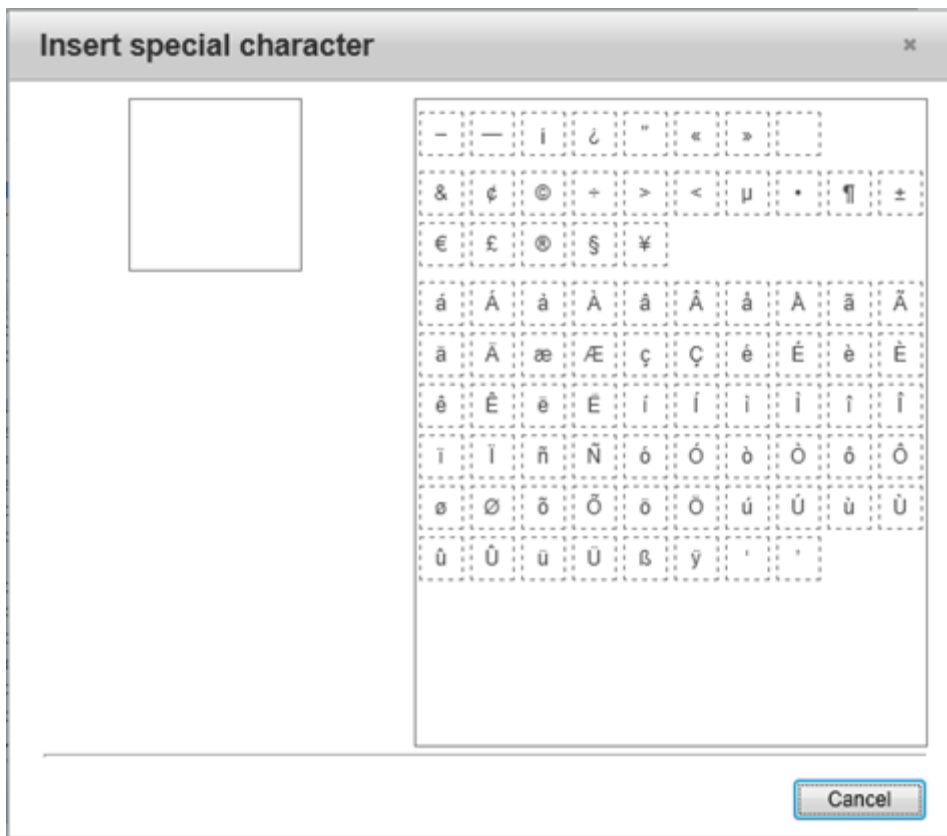 Insert special character ×
– — ¡ ¿ " « »
& ¢ © ÷ > < µ • ¶ ±
€ £ ® § ¥
á Á à À â Â å Å ã Ã
ä Ä æ Æ ç Ç é É è È
ê Ê ë Ë í Í ì Ì î Î
ï Ï ñ Ñ ó Ó ò Ò ô Ô
ø Ø õ Õ ö Ö ú Ú ù Ù
û Û ü Ü ß ÿ ‘ ’
Cancel